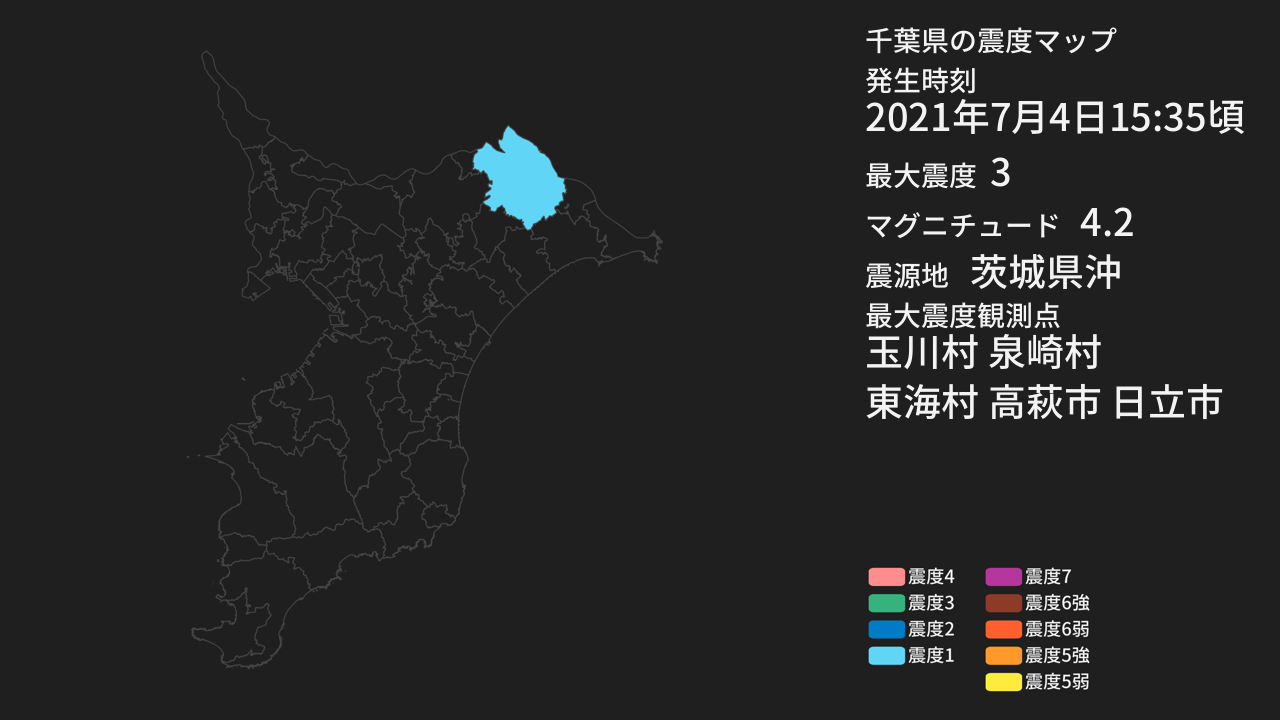 千葉県の震度マップ
発生時刻
2021年7月4日15:35頃
最大震度 3
マグニチュード 4.2
震源地 茨城県沖
最大震度観測点
玉川村 泉崎村
東海村 高萩市 日立市
震度4
震度3
震度2
震度1
震度7
震度6強
震度6弱
震度5強
震度5弱